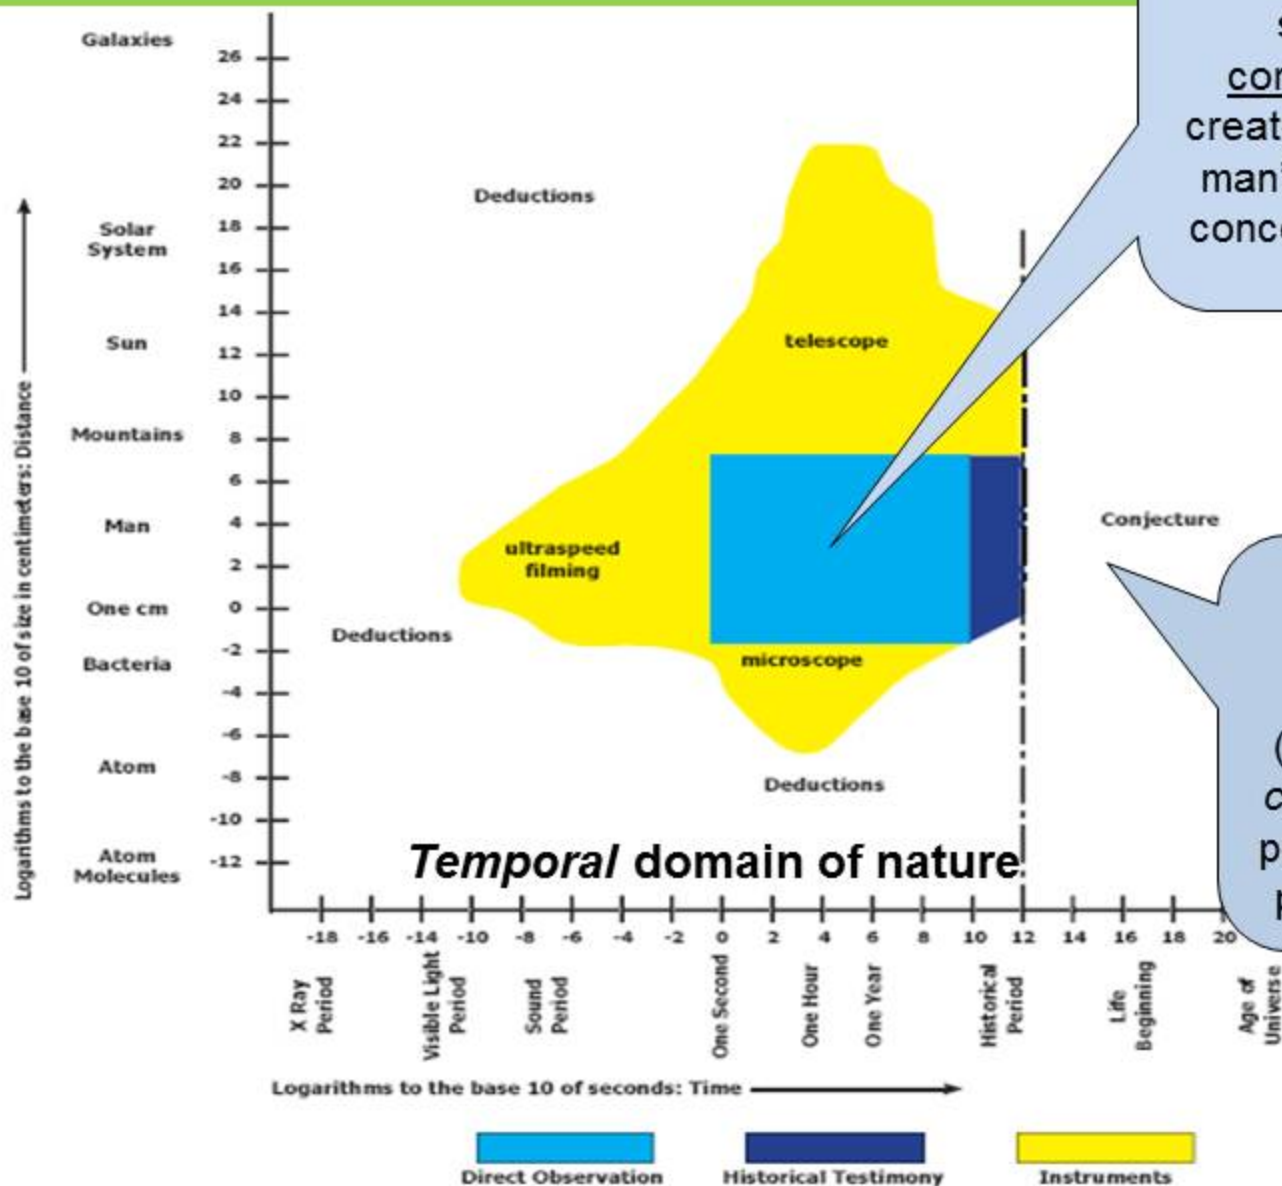 Galaxies
Solar
System
Sun
Mountains
Man
One cm
Bacteria
Atom
Atom
Molecules
26
24
22
20
18
16
14
12
10
8
6
4
2
0
-2
-4
-6
-8
-10
-12
Logarithms to the base 10 of size in centimeters: Distance
Deductions
telescope
ultraspeed
filming
Deductions
microscope
Deductions
Conjecture
creat
man'
conce
Temporal domain of nature
-18 -16 -14 -10 -8 -6 -4 -2 0 2 4 6 8 10 12 14 16 18 20
X Ray
Period
Visible Light
Period
Sound
Period
One Second
One Hour
One Year
Historical
Period
Life
Beginning
Age of
Universe
Logarithms to the base 10 of seconds: Time
Direct Observation
Historical Testimony
Instruments